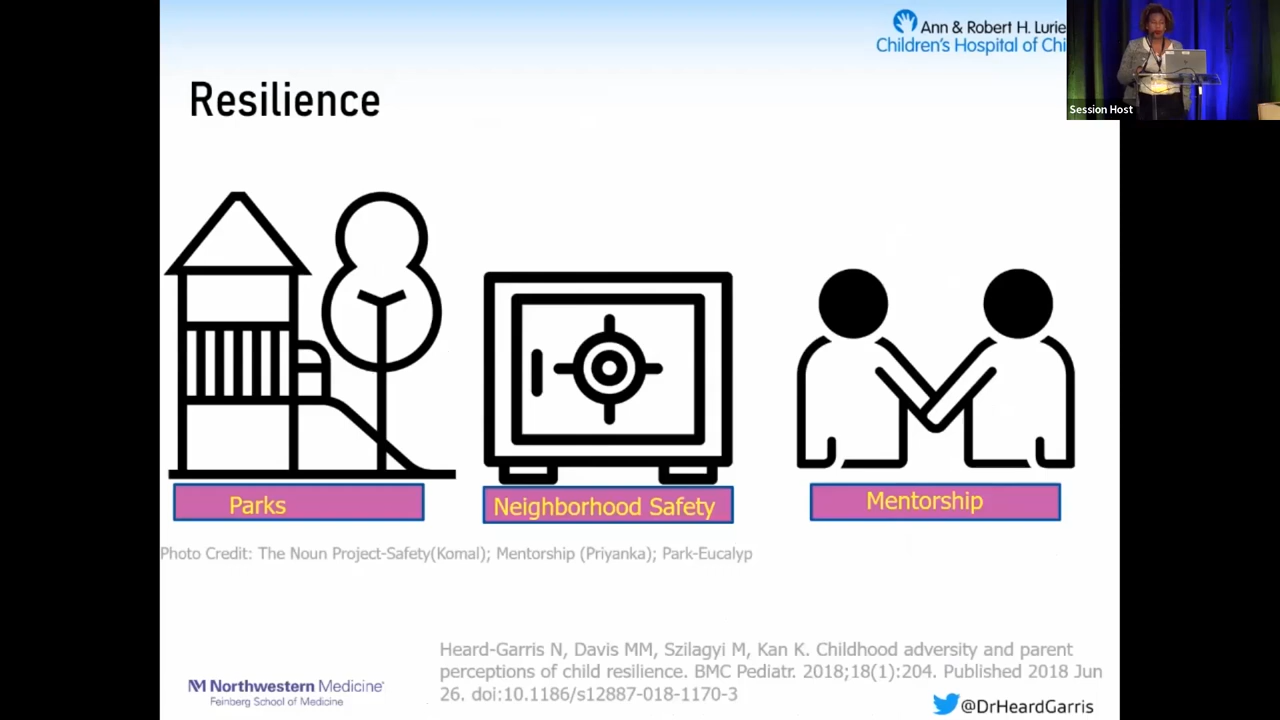 Ann & Robert H. Lurie
Children's Hospital of Chi
Session Host
Resilience
Parks
Neighborhood Safety
Mentorship
Photo Credit: The Noun Project-Safety(Komal); Mentorship (Priyanka); Park-Eucalyp
Heard-Garris N, Davis MM, Szilagyi M, Kan K. Childhood adversity and parent
perceptions of child resilience. BMC Pediatr. 2018;18(1):204. Published 2018 Jun
26. doi:10.1186/s12887-018-1170-3
M Northwestern Medicine
Feinberg School of Medicine
@DrHeardGarris